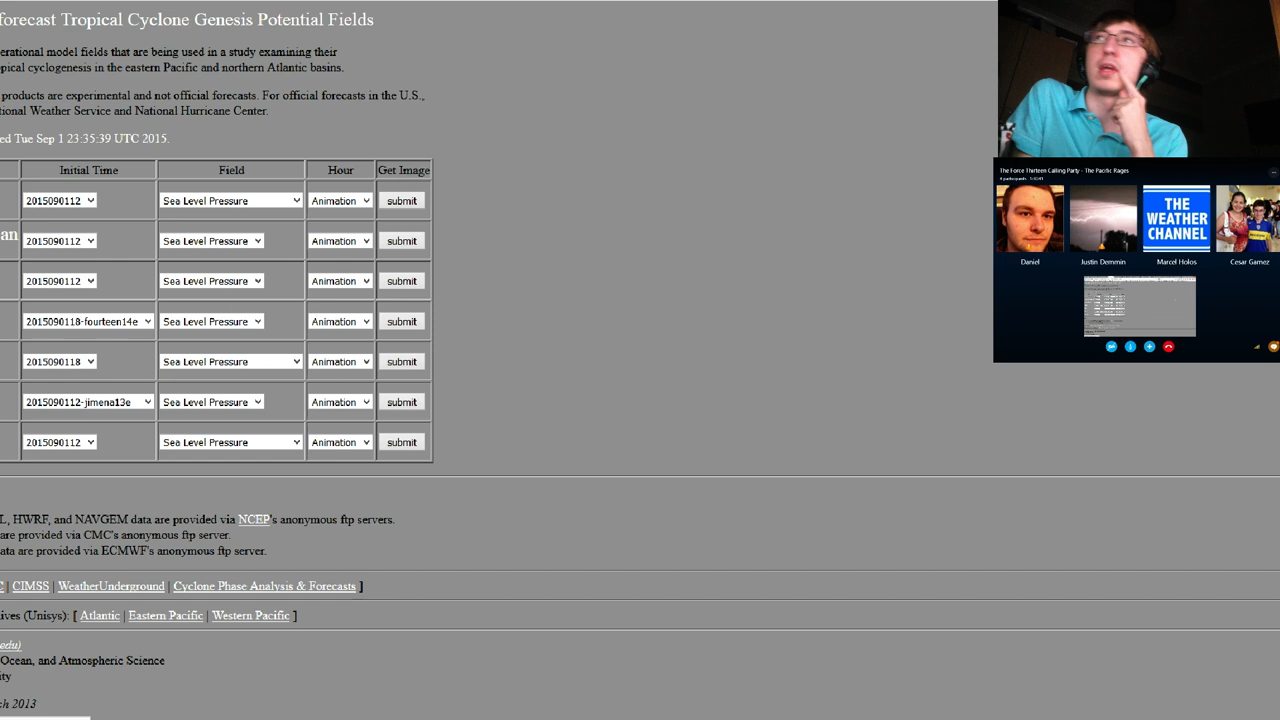 forecast Tropical Cyclone Genesis Potential Fields
erational model fields that are being used in a study examining their
opical cyclogenesis in the eastern Pacific and northern Atlantic basins.
products are experimental and not official forecasts. For official forecasts in the U.S.,
tional Weather Service and National Hurricane Center.
ed Tue Sep 1 23:35:39 UTC 2015.
Initial Time Field Hour Get Image
2015090112 Sea Level Pressure Animation submit
an 2015090112 Sea Level Pressure Animation submit
2015090112 Sea Level Pressure Animation submit
2015090118-fourteen14e Sea Level Pressure Animation submit
2015090118 Sea Level Pressure Animation submit
2015090112-jimena13e Sea Level Pressure Animation submit
2015090112 Sea Level Pressure Animation submit
L, HWRF, and NAVGEM data are provided via NCEP's anonymous ftp servers.
are provided via CMC's anonymous ftp server.
ata are provided via ECMWF's anonymous ftp server.
C | CIMSS | WeatherUnderground | Cyclone Phase Analysis & Forecasts ]
ives (Unisys): [ Atlantic | Eastern Pacific | Western Pacific ]
edu)
Ocean, and Atmospheric Science
ity
ch 2013
The Force Thirteen Calling Party - The Pacific Rages
THE
WEATHER
CHANNEL
Daniel Justin Demmin Marcel Holos Cesar Gamez